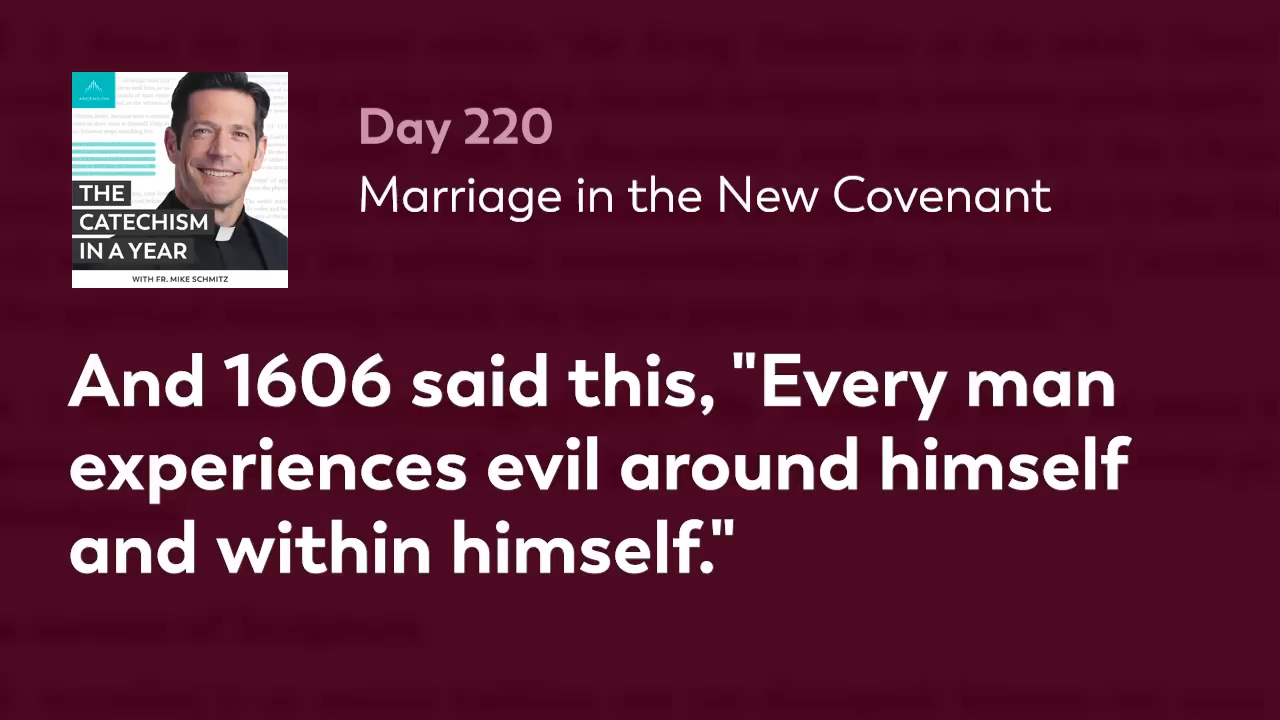 Day 220
Marriage in the New Covenant
ASCENSION
THE
CATECHISM
IN A YEAR
WITH FR. MIKE SCHMITZ
And 1606 said this, "Every man
experiences evil around himself
and within himself."